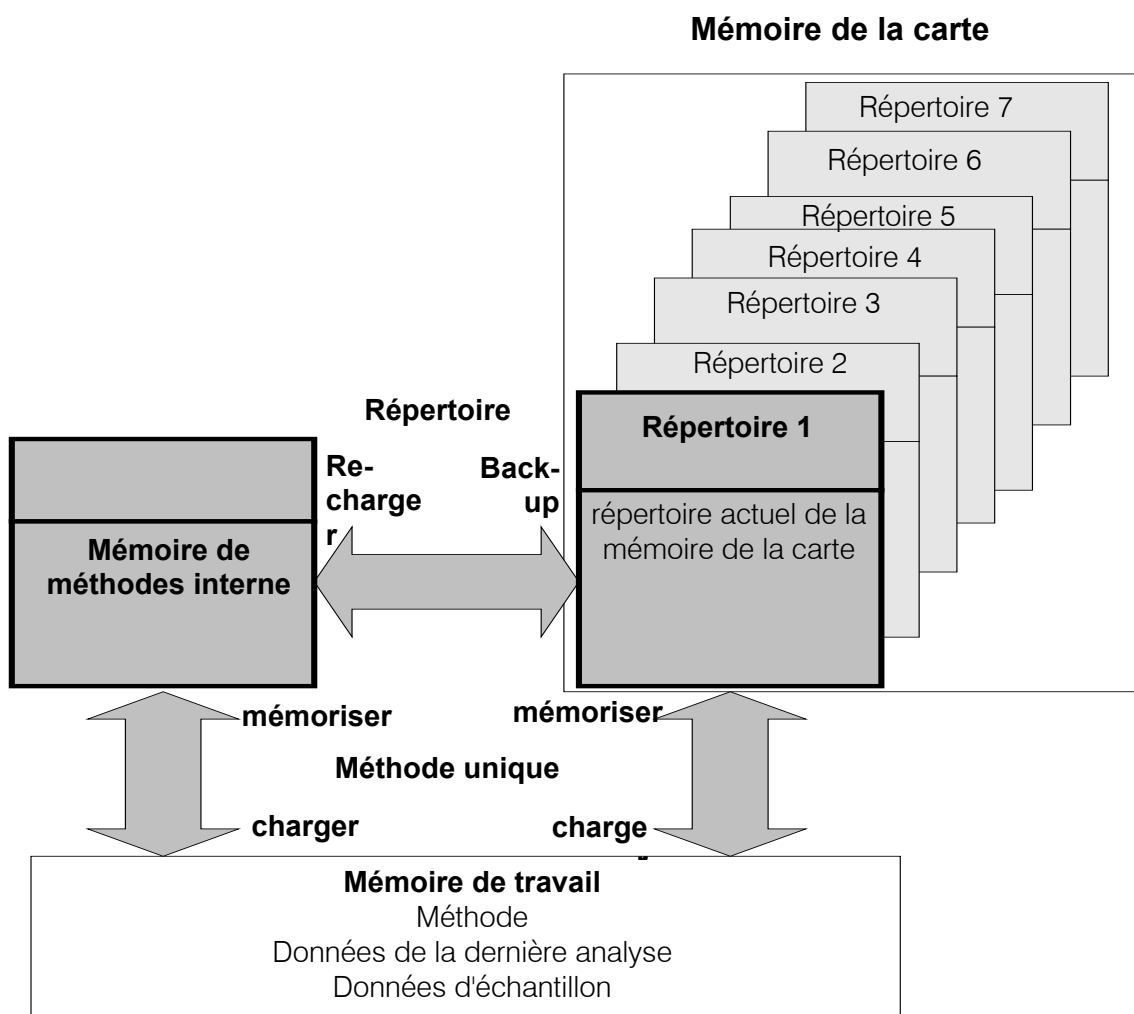 Mémoire de la carte
Répertoire 7
Répertoire 6
Répertoire 5
Répertoire 4
Répertoire 3
Répertoire 2
Répertoire 1
répertoire actuel de la
mémoire de la carte
Répertoire
Re-
charge
r
Back-
up
Mémoire de
méthodes interne
mémoriser
mémoriser
Méthode unique
charger
charge
Mémoire de travail
Méthode
Données de la dernière analyse
Données d'échantillon